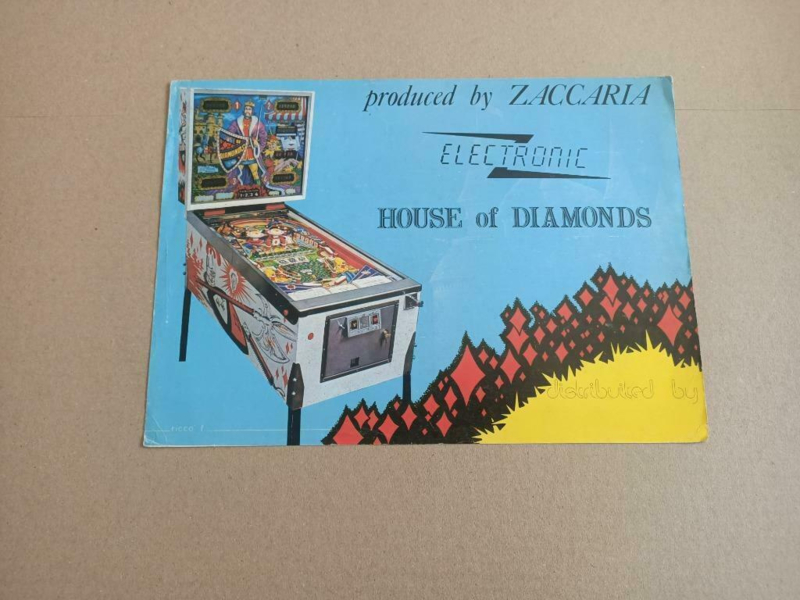 produced by ZACCARIA
ELECTRONIC
HOUSE of DIAMONDS
distributed by